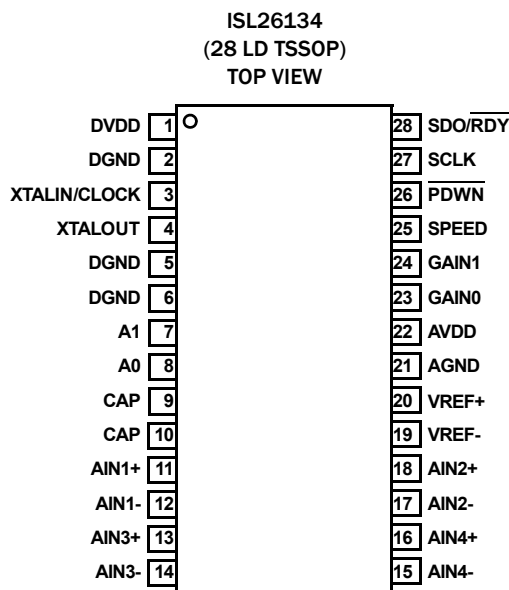 ISL26134
(28 LD TSSOP)
TOP VIEW
DVDD 1 28 SDO/RDY
DGND 2 27 SCLK
XTALIN/CLOCK 3 26 PDWN
XTALOUT 4 25 SPEED
DGND 5 24 GAIN1
DGND 6 23 GAIN0
A1 7 22 AVDD
A0 8 21 AGND
CAP 9 20 VREF+
CAP 10 19 VREF-
AIN1+ 11 18 AIN2+
AIN1- 12 17 AIN2-
AIN3+ 13 16 AIN4+
AIN3- 14 15 AIN4-